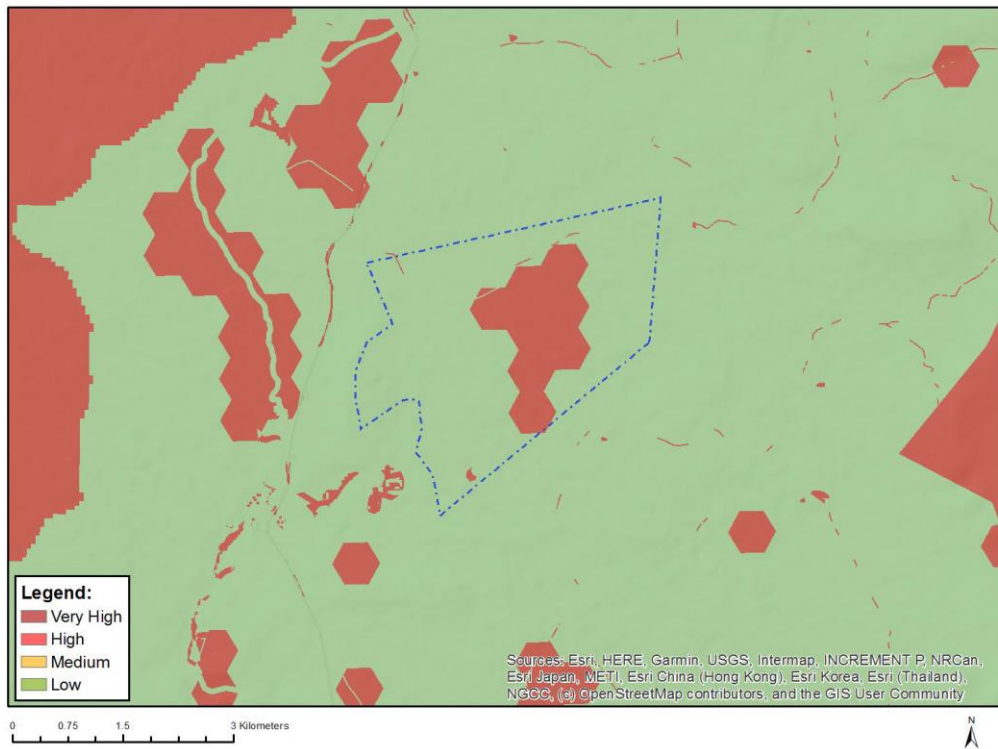 Legend:
Very High
High
Medium
Low
Sources: Esri, HERE, Garmin, USGS, Intermap, INCREMENT P, NRCan,
Esri Japan, METI, Esri China (Hong Kong), Esri Korea, Esri (Thailand),
NGCC, (c) OpenStreetMap contributors, and the GIS User Community
0 0.75 1.5 3 Kilometers
N